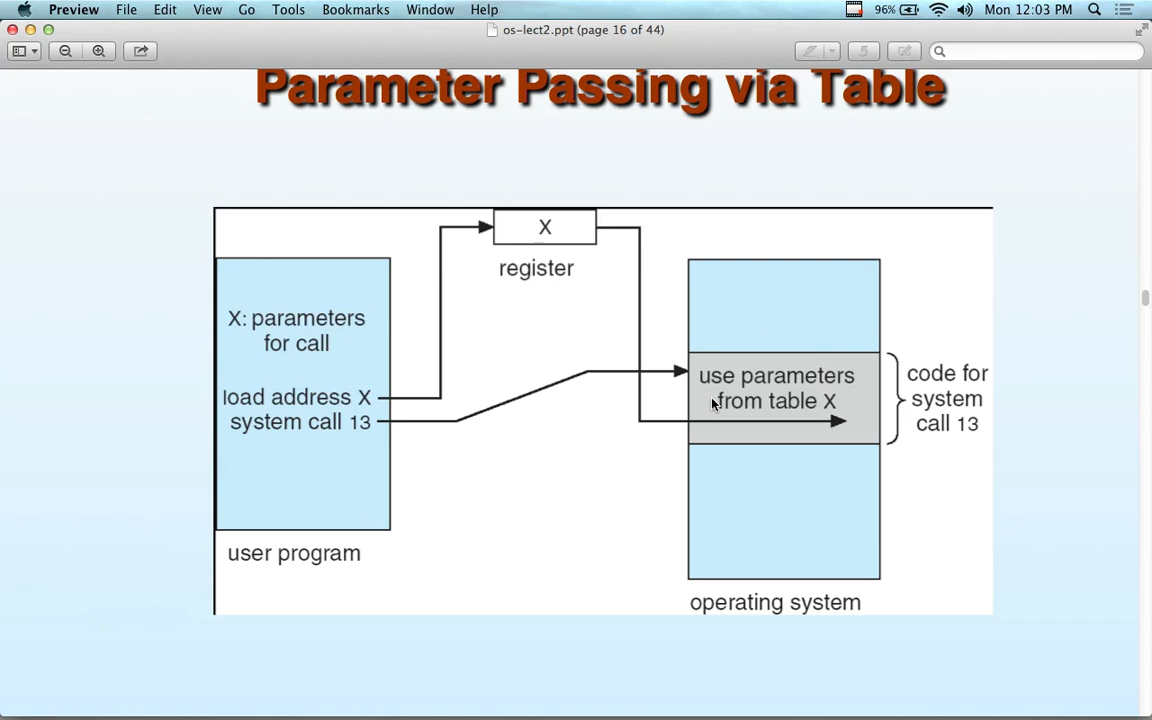 Preview File Edit View Go Tools Bookmarks Window Help 96% Mon 12:03 PM
os-lect2.ppt (page 16 of 44)
Parameter Passing via Table
X
register
X: parameters
for call
load address X
system call 13
user program
use parameters
from table X
code for
system
call 13
operating system